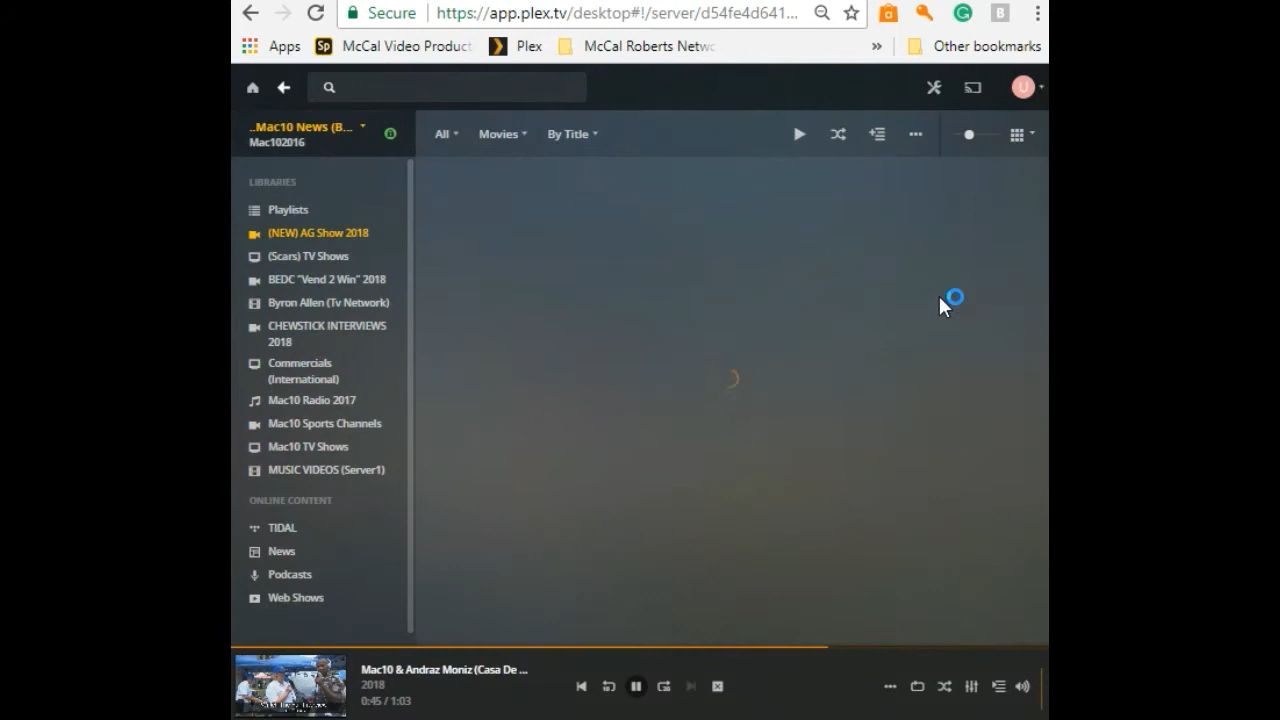 Secure https://app.plex.tv/desktop#!/server/d54fe4d641...
B
Apps Sp McCal Video Product Plex McCal Roberts Netwo » Other bookmarks
U
..Mac10 News (B...
Mac102016
All Movies By Title
LIBRARIES
Playlists
(NEW) AG Show 2018
(Scars) TV Shows
BEDC "Vend 2 Win" 2018
Byron Allen (Tv Network)
CHEWSTICK INTERVIEWS
2018
Commercials
(International)
Mac10 Radio 2017
Mac10 Sports Channels
Mac10 TV Shows
MUSIC VIDEOS (Server1)
ONLINE CONTENT
TIDAL
News
Podcasts
Web Shows
Mac10 & Andraz Moniz (Casa De ...
2018
0:45 / 1:03